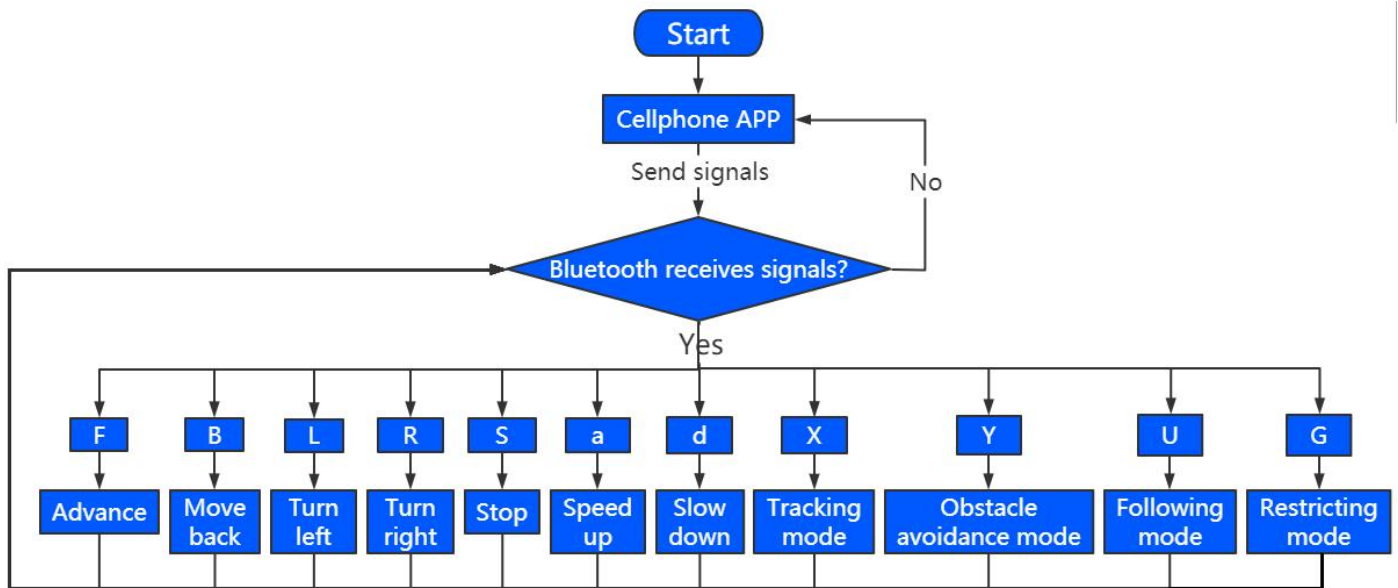 Start
Cellphone APP
Send signals
No
Bluetooth receives signals?
Yes
F
B
L
R
S
a
d
X
Y
U
G
Advance
Move
back
Turn
left
Turn
right
Stop
Speed
up
Slow
down
Tracking
mode
Obstacle
avoidance mode
Following
mode
Restricting
mode